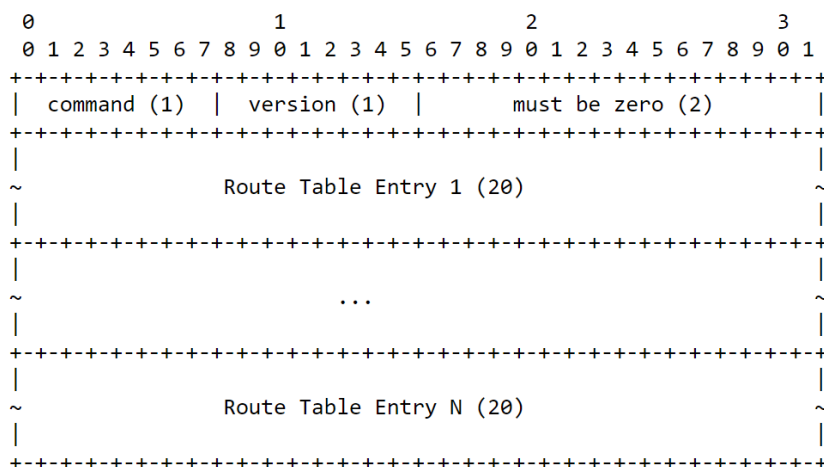 0                   1                   2                   3
0 1 2 3 4 5 6 7 8 9 0 1 2 3 4 5 6 7 8 9 0 1 2 3 4 5 6 7 8 9 0 1
+-+-+-+-+-+-+-+-+-+-+-+-+-+-+-+-+-+-+-+-+-+-+-+-+-+-+-+-+-+-+-+-+
|  command (1)  |  version (1)  |       must be zero (2)        |
+-+-+-+-+-+-+-+-+-+-+-+-+-+-+-+-+-+-+-+-+-+-+-+-+-+-+-+-+-+-+-+-+
|                                                               |
~                Route Table Entry 1 (20)                       ~
|                                                               |
+-+-+-+-+-+-+-+-+-+-+-+-+-+-+-+-+-+-+-+-+-+-+-+-+-+-+-+-+-+-+-+-+
|                                                               |
~                         ...                                   ~
|                                                               |
+-+-+-+-+-+-+-+-+-+-+-+-+-+-+-+-+-+-+-+-+-+-+-+-+-+-+-+-+-+-+-+-+
|                                                               |
~                Route Table Entry N (20)                       ~
|                                                               |
+-+-+-+-+-+-+-+-+-+-+-+-+-+-+-+-+-+-+-+-+-+-+-+-+-+-+-+-+-+-+-+-+